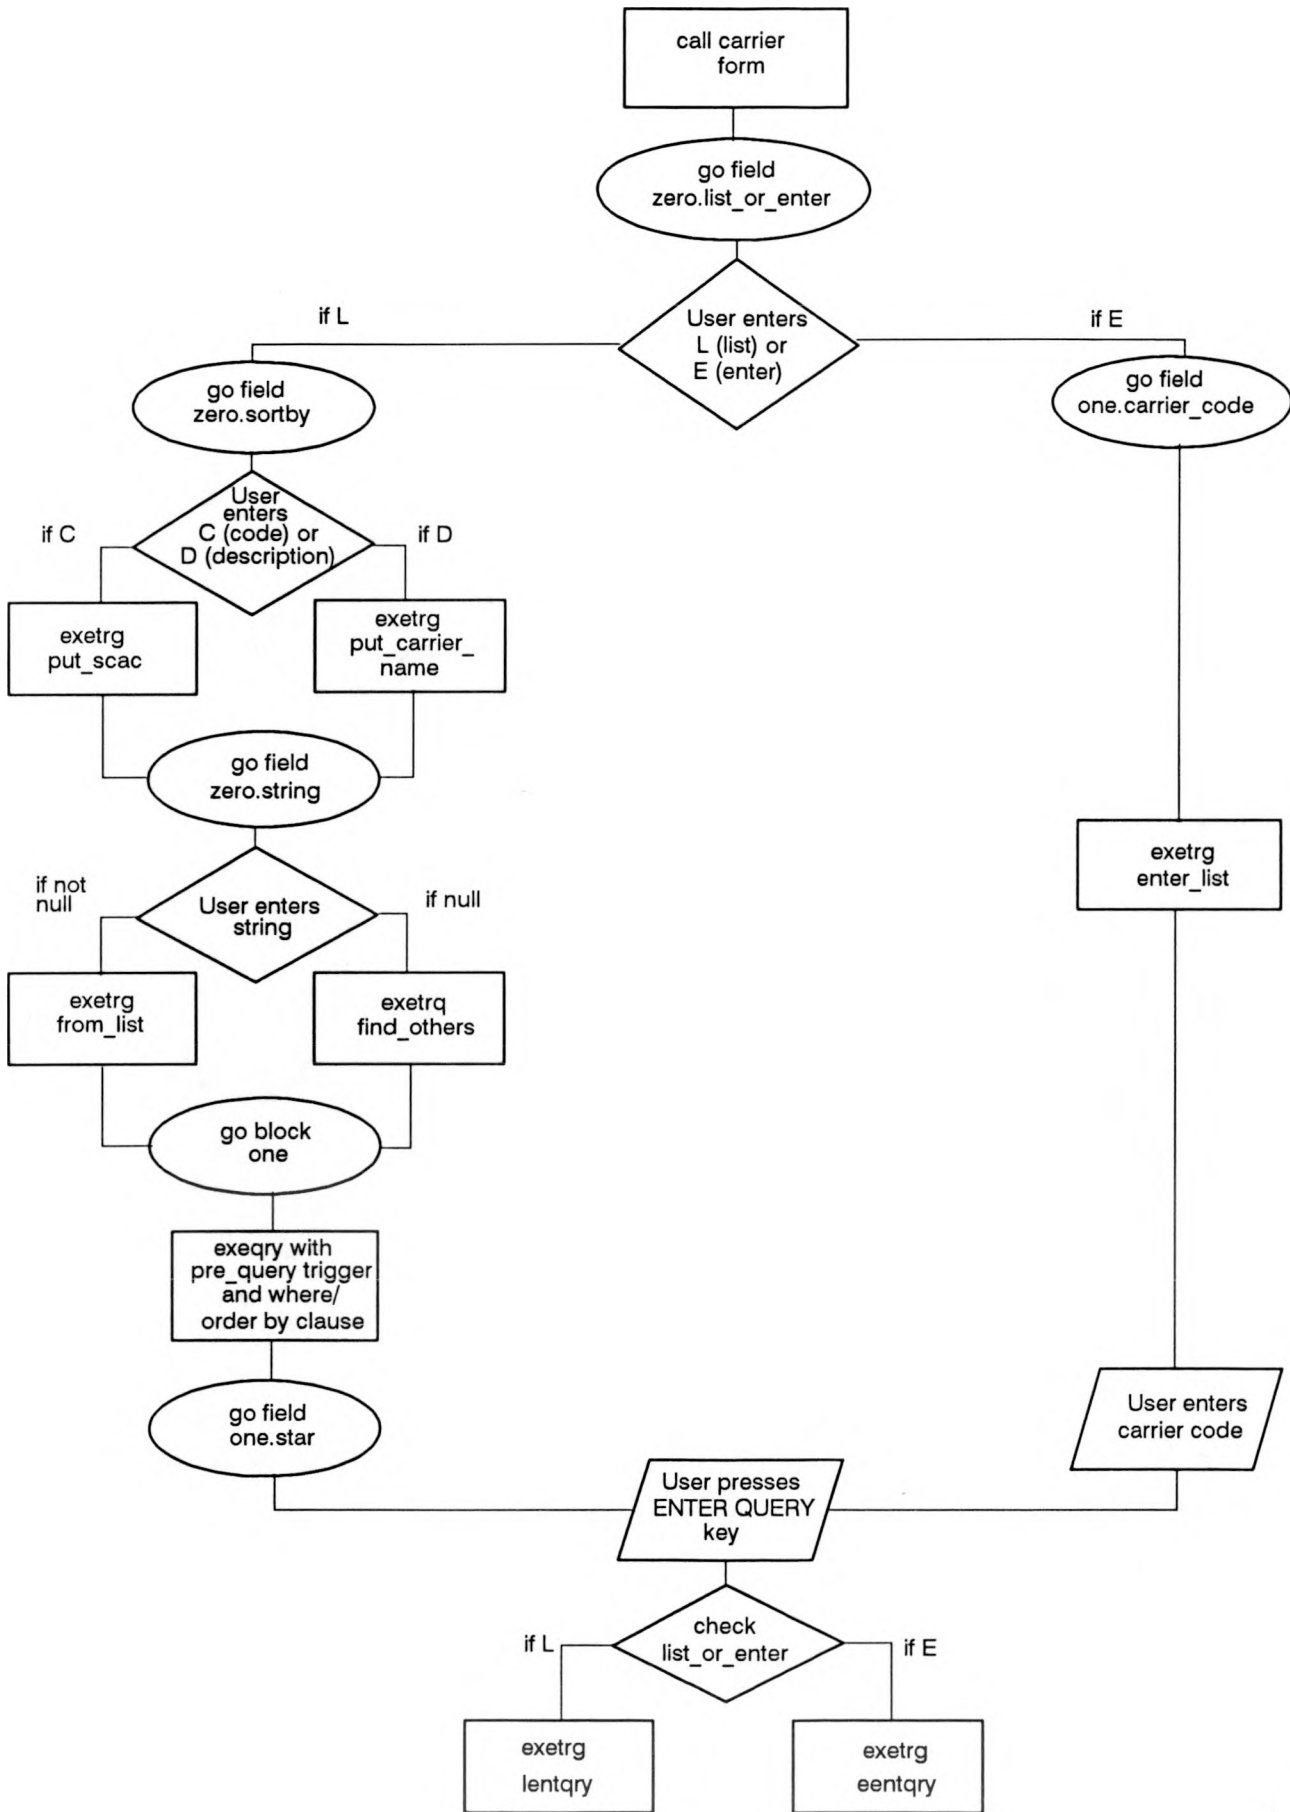 call carrier
form
go field
zero.list_or_enter
User enters
L (list) or
E (enter)
if L
if E
go field
zero.sortby
go field
one.carrier_code
User
enters
C (code) or
D (description)
if C
if D
exetrg
put_scac
exetrg
put_carrier_
name
go field
zero.string
User enters
string
if not
null
if null
exetrg
from_list
exetrq
find_others
exetrg
enter_list
go block
one
exeqry with
pre_query trigger
and where/
order by clause
go field
one.star
User enters
carrier code
User presses
ENTER QUERY
key
check
list_or_enter
if L
if E
exetrg
lentqry
exetrg
eentqry